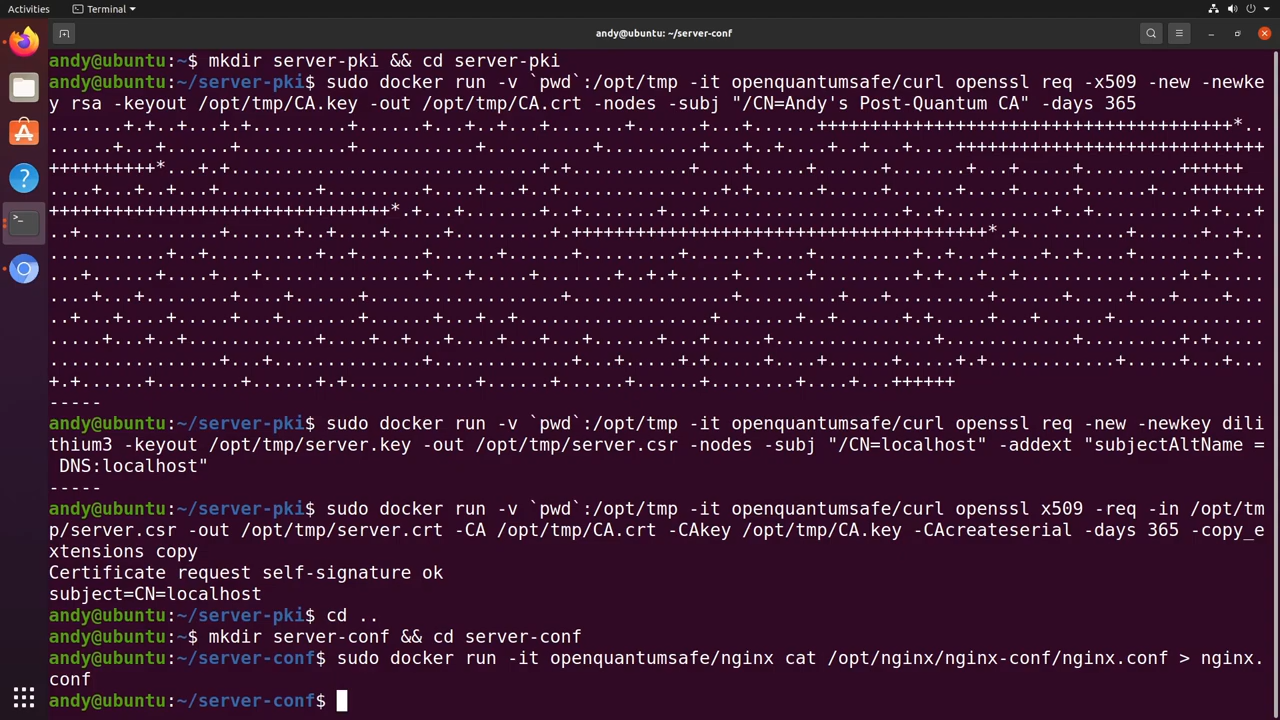 Activities
Terminal
andy@ubuntu: ~/server-conf
andy@ubuntu:~$ mkdir server-pki && cd server-pki
andy@ubuntu:~/server-pki$ sudo docker run -v `pwd`:/opt/tmp -it openquantumsafe/curl openssl req -x509 -new -newke
y rsa -keyout /opt/tmp/CA.key -out /opt/tmp/CA.crt -nodes -subj "/CN=Andy's Post-Quantum CA" -days 365
-----
andy@ubuntu:~/server-pki$ sudo docker run -v `pwd`:/opt/tmp -it openquantumsafe/curl openssl req -new -newkey dili
thium3 -keyout /opt/tmp/server.key -out /opt/tmp/server.csr -nodes -subj "/CN=localhost" -addext "subjectAltName =
 DNS:localhost"
-----
andy@ubuntu:~/server-pki$ sudo docker run -v `pwd`:/opt/tmp -it openquantumsafe/curl openssl x509 -req -in /opt/tm
p/server.csr -out /opt/tmp/server.crt -CA /opt/tmp/CA.crt -CAkey /opt/tmp/CA.key -CAcreateserial -days 365 -copy_e
xtensions copy
Certificate request self-signature ok
subject=CN=localhost
andy@ubuntu:~/server-pki$ cd ..
andy@ubuntu:~$ mkdir server-conf && cd server-conf
andy@ubuntu:~/server-conf$ sudo docker run -it openquantumsafe/nginx cat /opt/nginx/nginx-conf/nginx.conf > nginx.
conf
andy@ubuntu:~/server-conf$